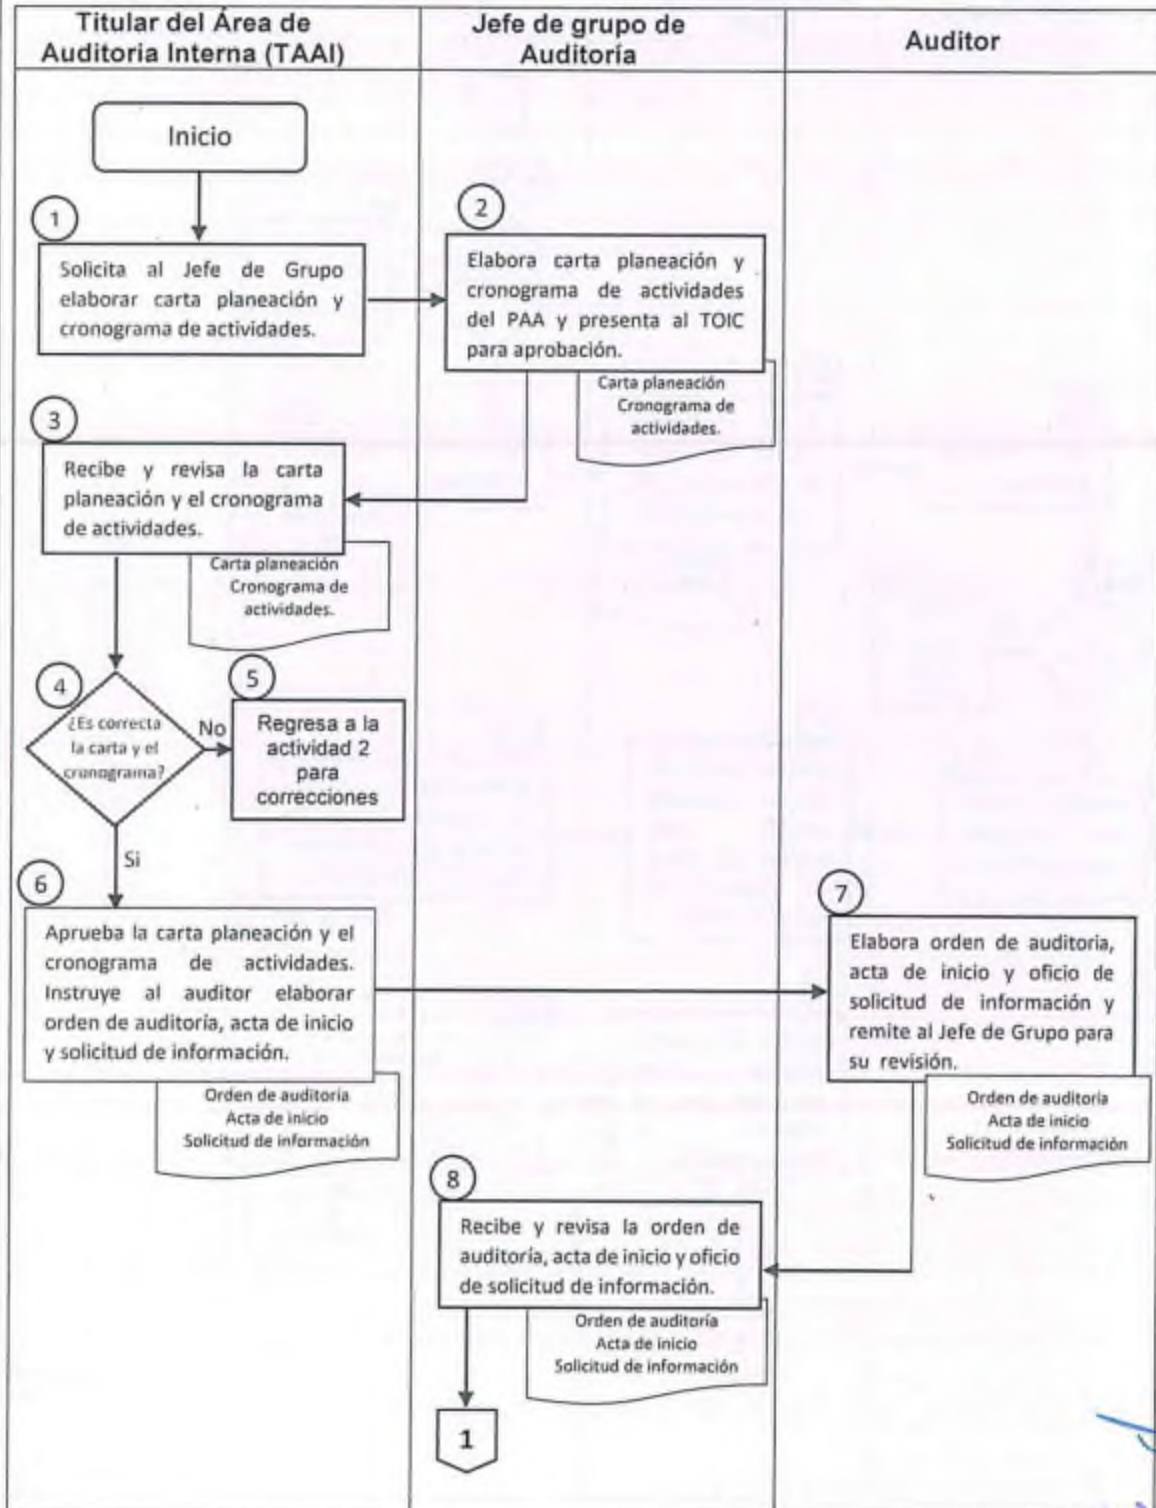 Titular del Área de
Auditoria Interna (TAAI)
Jefe de grupo de
Auditoría
Auditor
Inicio
1
Solicita al Jefe de Grupo
elaborar carta planeación y
cronograma de actividades.
2
Elabora carta planeación y
cronograma de actividades
del PAA y presenta al TOIC
para aprobación.
Carta planeación
Cronograma de
actividades.
3
Recibe y revisa la carta
planeación y el cronograma
de actividades.
Carta planeación
Cronograma de
actividades.
4
¿Es correcta
la carta y el
cronograma?
No
5
Regresa a la
actividad 2
para
correcciones
Si
6
Aprueba la carta planeación y el
cronograma de actividades.
Instruye al auditor elaborar
orden de auditoría, acta de inicio
y solicitud de información.
Orden de auditoria
Acta de inicio
Solicitud de información
7
Elabora orden de auditoria,
acta de inicio y oficio de
solicitud de información y
remite al Jefe de Grupo para
su revisión.
Orden de auditoria
Acta de inicio
Solicitud de información
8
Recibe y revisa la orden de
auditoría, acta de inicio y oficio
de solicitud de información.
Orden de auditoría
Acta de inicio
Solicitud de información
1